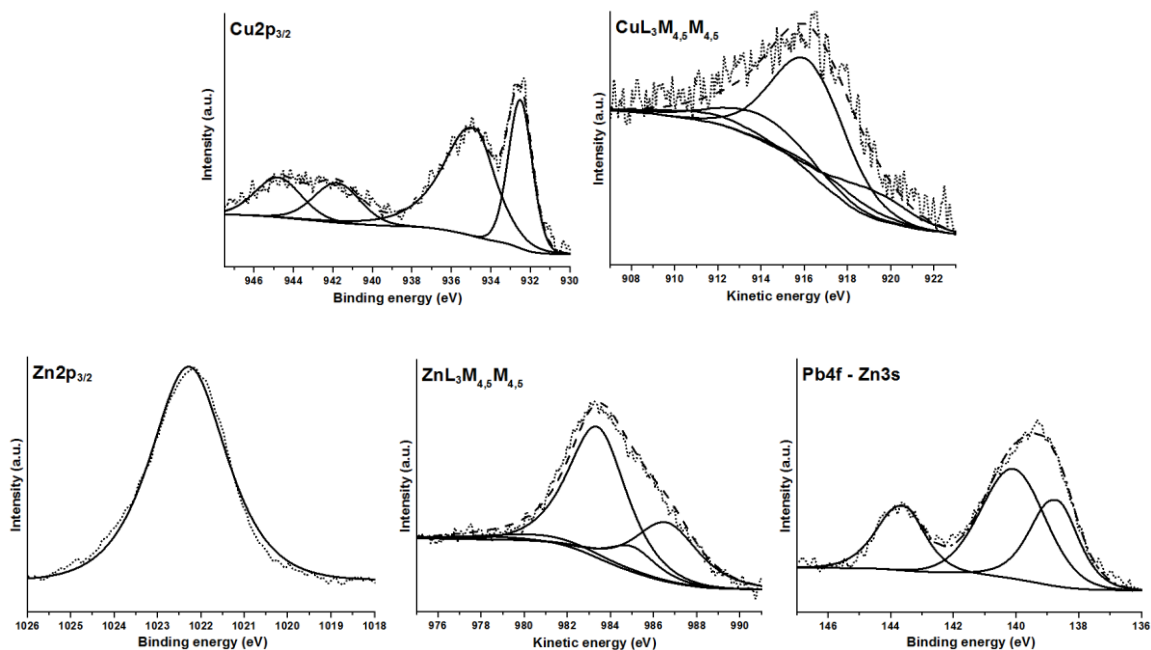 Cu2p3/2
Intensity (a.u.)
946 944 942 940 938 936 934 932 930
Binding energy (eV)
CuL3M4,5M4,5
Intensity (a.u.)
908 910 912 914 916 918 920 922
Kinetic energy (eV)
Zn2p3/2
Intensity (a.u.)
1026 1025 1024 1023 1022 1021 1020 1019 1018
Binding energy (eV)
ZnL3M4,5M4,5
Intensity (a.u.)
976 978 980 982 984 986 988 990
Kinetic energy (eV)
Pb4f - Zn3s
Intensity (a.u.)
146 144 142 140 138 136
Binding energy (eV)